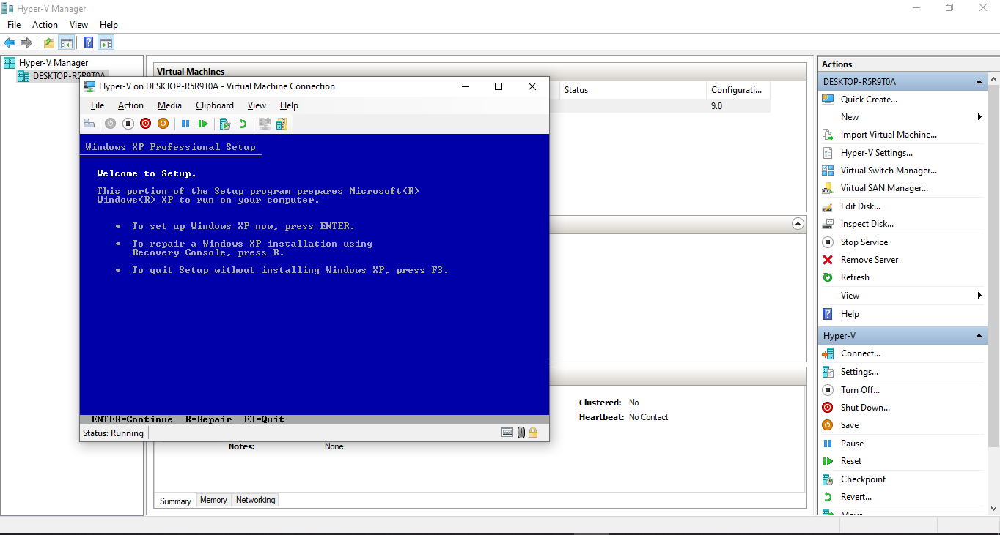 Hyper-V Manager
File Action View Help
Hyper-V Manager
DESKTOP-R5R9T0A
Virtual Machines
Status Configurati...
9.0
Hyper-V on DESKTOP-R5R9T0A - Virtual Machine Connection
File Action Media Clipboard View Help
Windows XP Professional Setup
Welcome to Setup.
This portion of the Setup program prepares Microsoft(R)
Windows(R) XP to run on your computer.
• To set up Windows XP now, press ENTER.
• To repair a Windows XP installation using
Recovery Console, press R.
• To quit Setup without installing Windows XP, press F3.
ENTER=Continue R=Repair F3=Quit
Status: Running
Clustered: No
Heartbeat: No Contact
Notes: None
Summary Memory Networking
Actions
DESKTOP-R5R9T0A
Quick Create...
New
Import Virtual Machine...
Hyper-V Settings...
Virtual Switch Manager...
Virtual SAN Manager...
Edit Disk...
Inspect Disk...
Stop Service
Remove Server
Refresh
View
Help
Hyper-V
Connect...
Settings...
Turn Off...
Shut Down...
Save
Pause
Reset
Checkpoint
Revert...